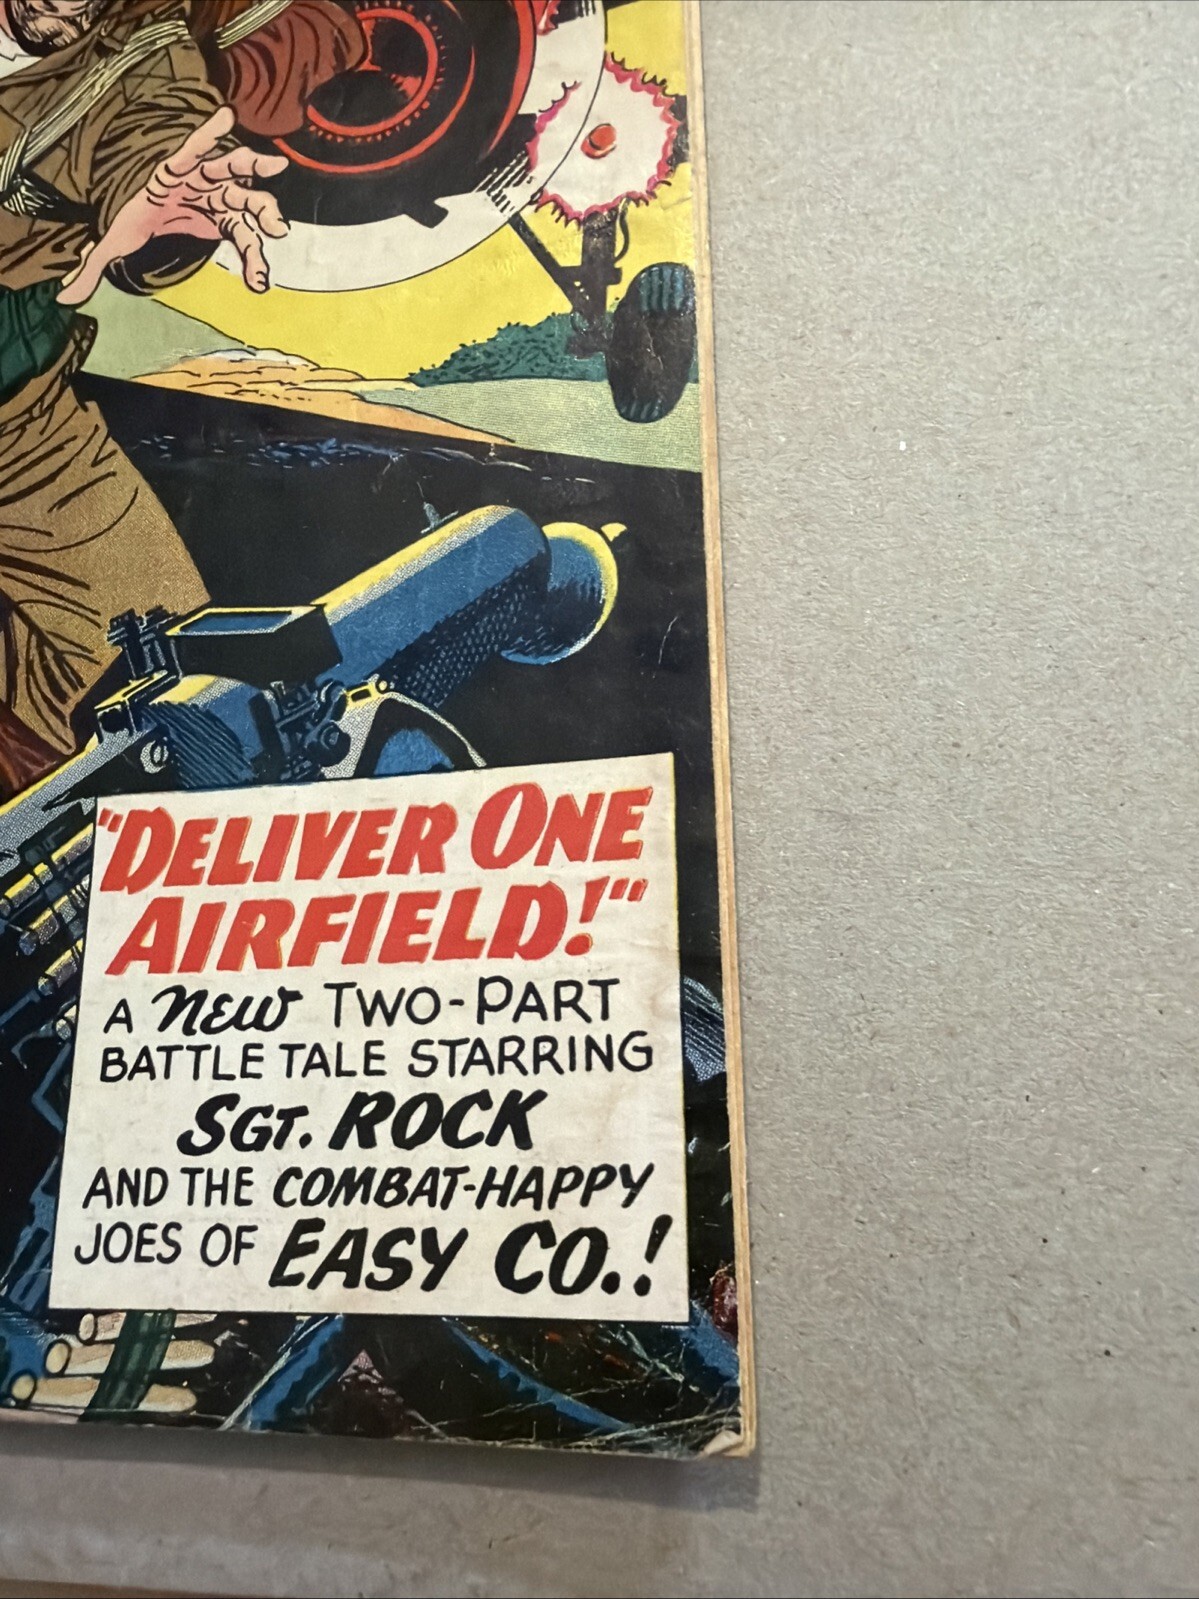 "DELIVER ONE
AIRFIELD!"
A NEW TWO-PART
BATTLE TALE STARRING
SGT. ROCK
AND THE COMBAT-HAPPY
JOES OF EASY CO.!